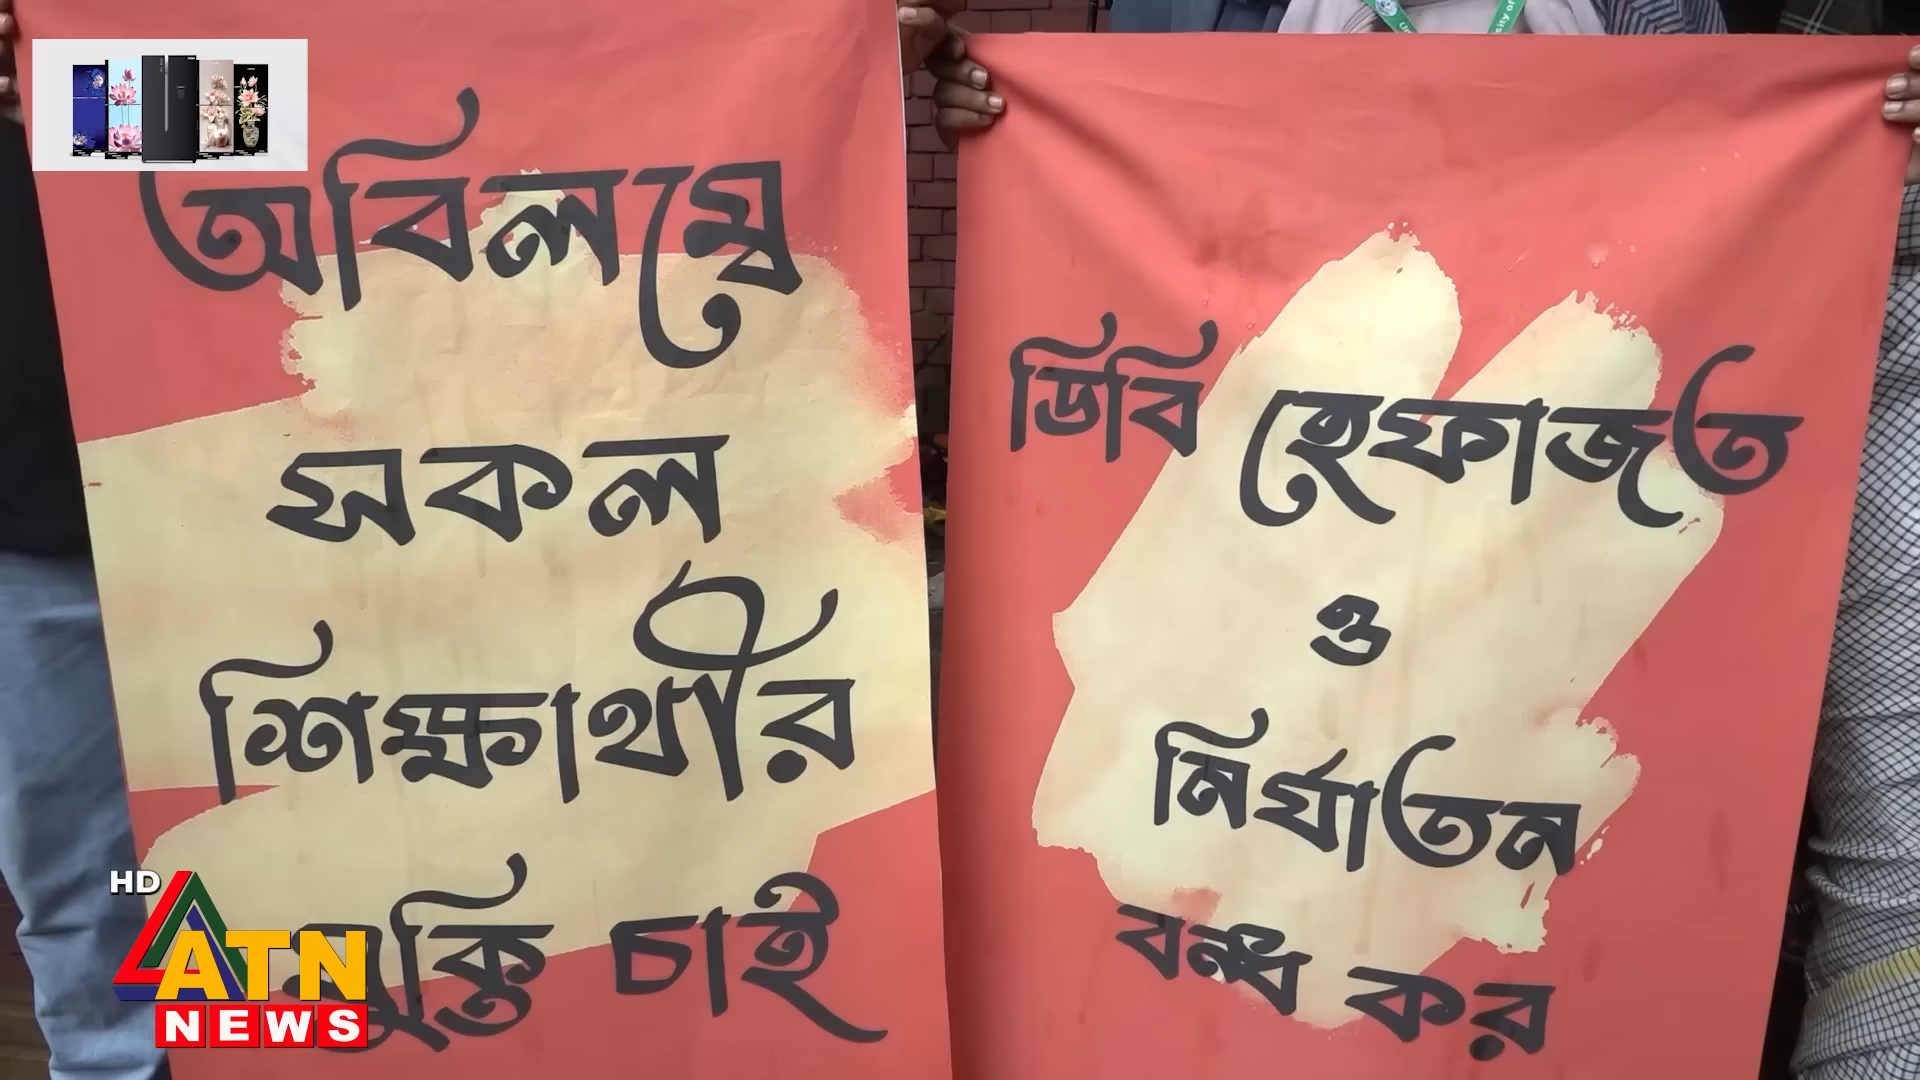 অবিলম্বে
সকল
শিক্ষার্থীর
মুক্তি চাই
ডিবি হেফাজত
ও
নির্যাতন
বন্ধ কর
HD
ATN
NEWS